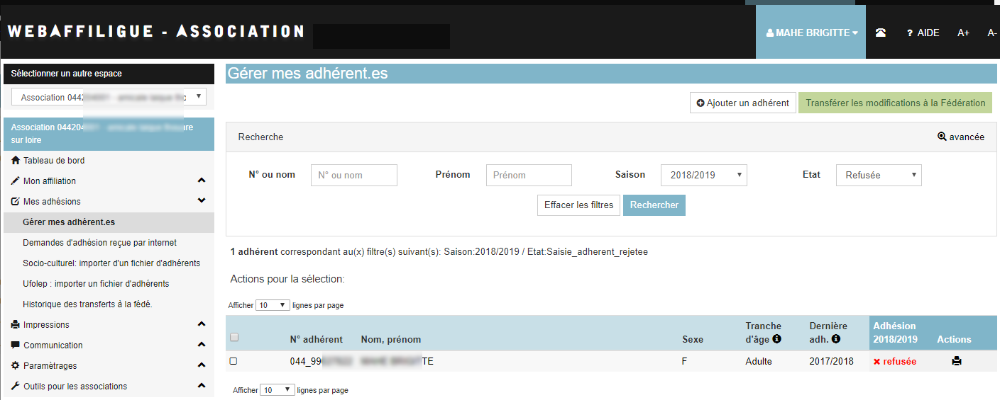 WEBAFFILIGUE - ASSOCIATION
MAHE BRIGITTE
? AIDE
A+
A-
Sélectionner un autre espace
Association 044
Association 044204
re
sur loire
Tableau de bord
Mon affiliation
Mes adhésions
Gérer mes adhérent.es
Demandes d'adhésion reçue par internet
Socio-culturel: importer d'un fichier d'adhérents
Ufolep : importer un fichier d'adhérents
Historique des transferts à la fédé.
Impressions
Communication
Paramètrages
Outils pour les associations
Gérer mes adhérent.es
Ajouter un adhérent
Transférer les modifications à la Fédération
Recherche
avancée
N° ou nom
N° ou nom
Prénom
Prénom
Saison
2018/2019
Etat
Refusée
Effacer les filtres
Rechercher
1 adhérent correspondant au(x) filtre(s) suivant(s): Saison:2018/2019 / Etat:Saisie_adherent_rejetee
Actions pour la sélection:
Afficher 10 lignes par page
N° adhérent
Nom, prénom
Sexe
Tranche
d'âge
Dernière
adh.
Adhésion
2018/2019
Actions
044_99
TE
F
Adulte
2017/2018
refusée
Afficher 10 lignes par page